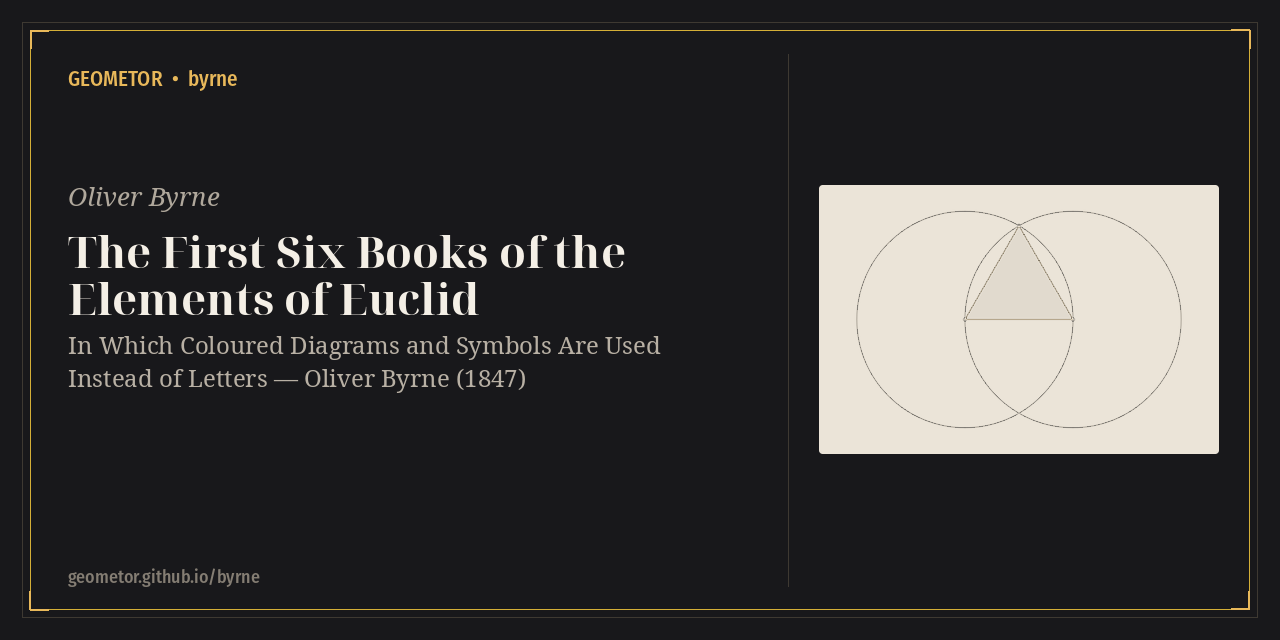 GEOMETOR • byrne
Oliver Byrne
The First Six Books of the
Elements of Euclid
In Which Coloured Diagrams and Symbols Are Used
Instead of Letters — Oliver Byrne (1847)
geometor.github.io/byrne